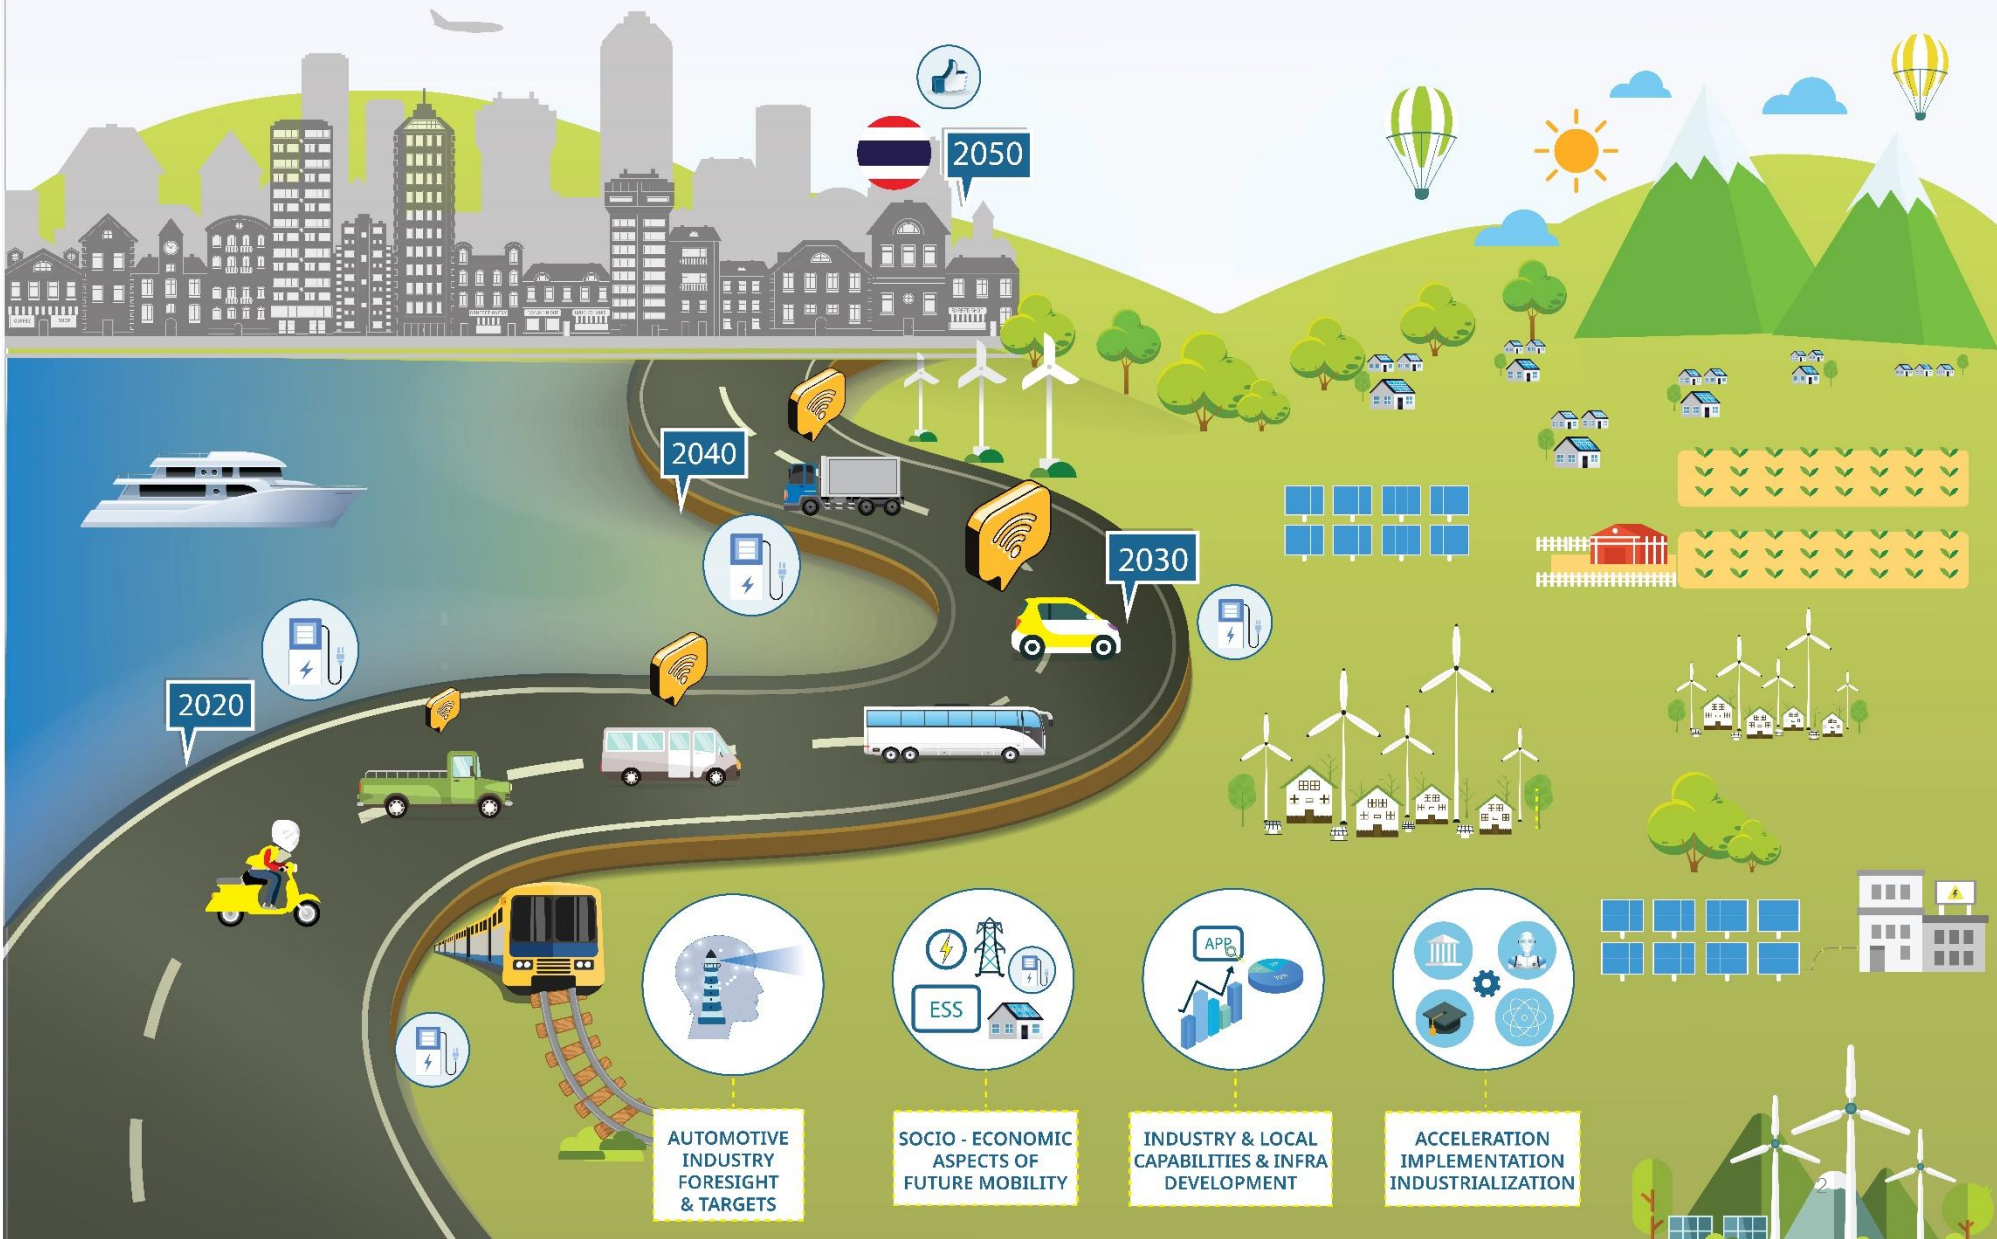 2050
2040
2030
2020
APP
ESS
AUTOMOTIVE
INDUSTRY
FORESIGHT
& TARGETS
SOCIO - ECONOMIC
ASPECTS OF
FUTURE MOBILITY
INDUSTRY & LOCAL
CAPABILITIES & INFRA
DEVELOPMENT
ACCELERATION
IMPLEMENTATION
INDUSTRIALIZATION
2